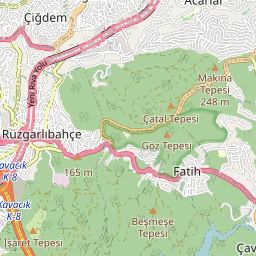 Acarlar
Çiğdem
Yeni Riva Yolu
Makina
Tepesi
248 m
Çatal Tepesi
Rüzgarlıbahçe
Göz Tepesi
165 m
Fatih
Kavacık
K-8
Kavacık
K-8
Beşmeşe
Tepesi
İşaret Tepesi
Çav